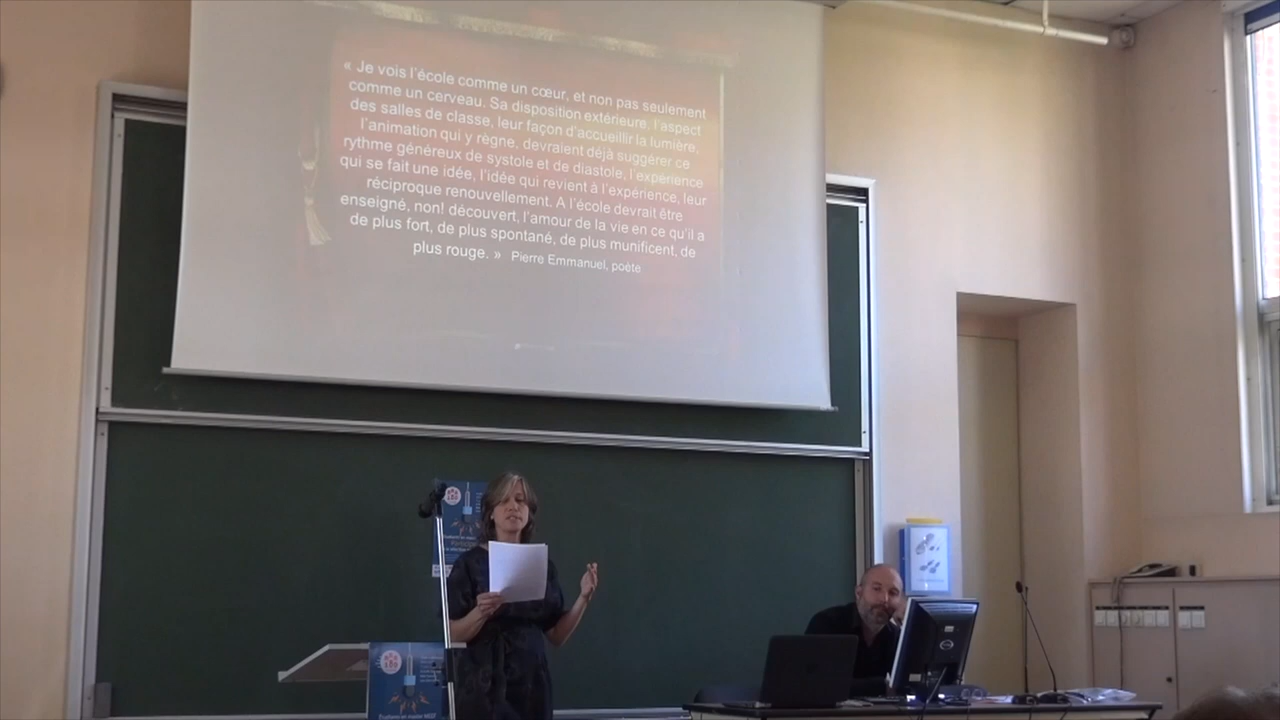 « Je vois l'école comme un cœur, et non pas seulement
comme un cerveau. Sa disposition extérieure, l'aspect
des salles de classe, leur façon d'accueillir la lumière,
l'animation qui y règne, devraient déjà suggérer ce
rythme généreux de systole et de diastole, l'expérience
qui se fait une idée, l'idée qui revient à l'expérience, leur
réciproque renouvellement. A l'école devrait être
enseigné, non! découvert, l'amour de la vie en ce qu'il a
de plus fort, de plus spontané, de plus munificent, de
plus rouge. » Pierre Emmanuel, poète